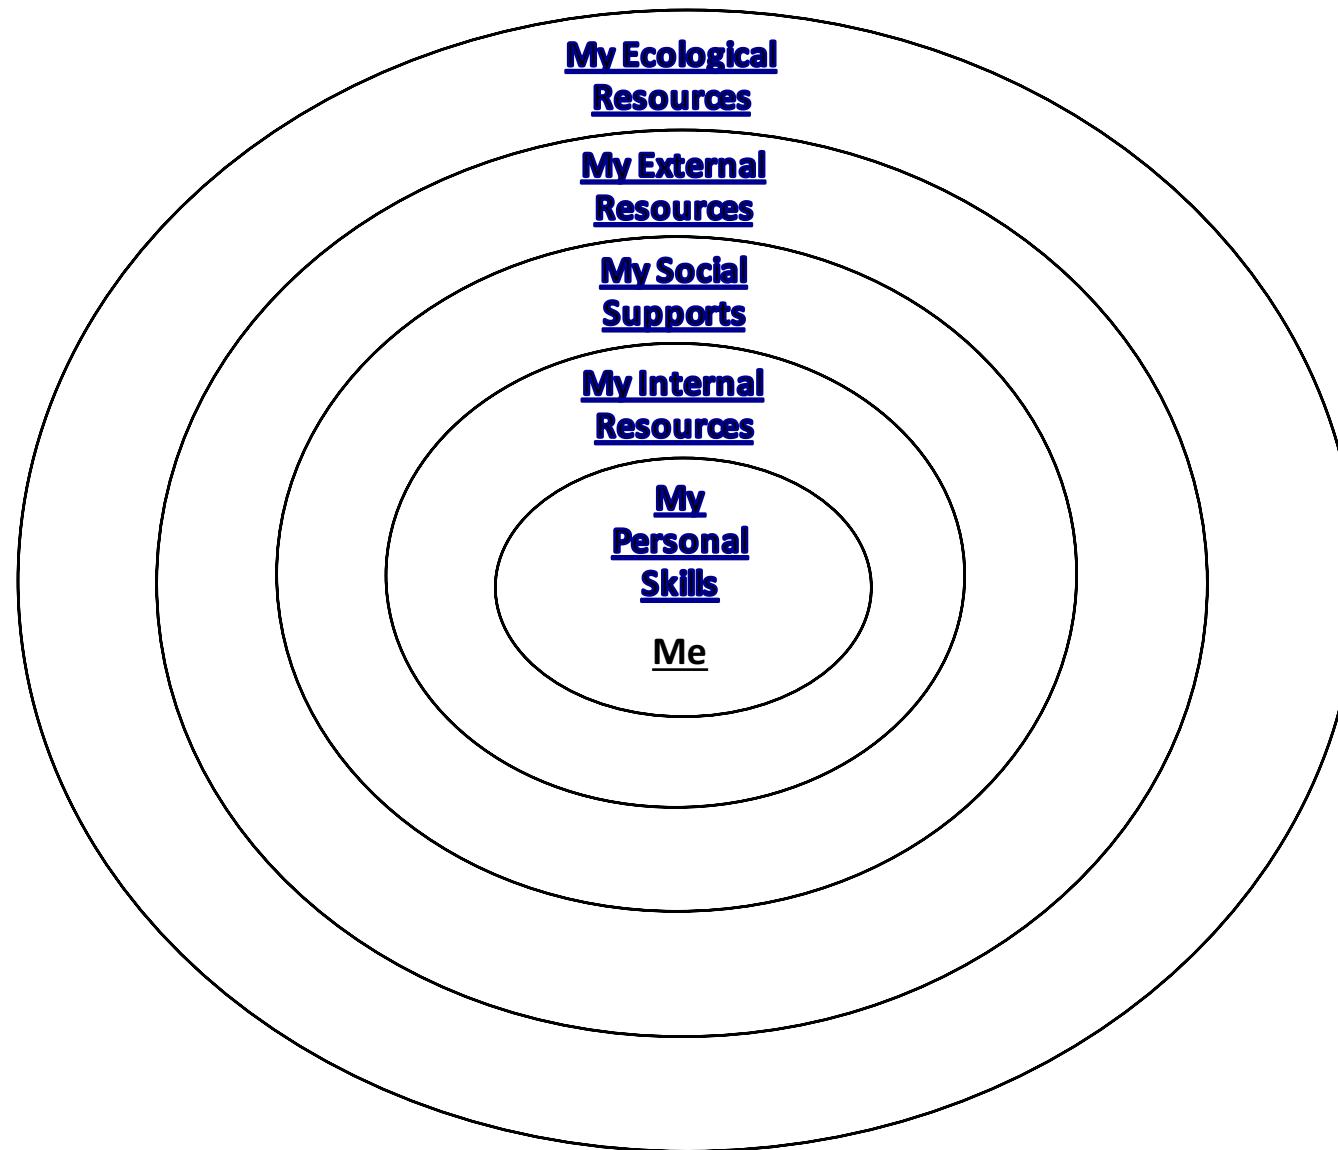 My Ecological
Resources
My External
Resources
My Social
Supports
My Internal
Resources
My
Personal
Skills
Me